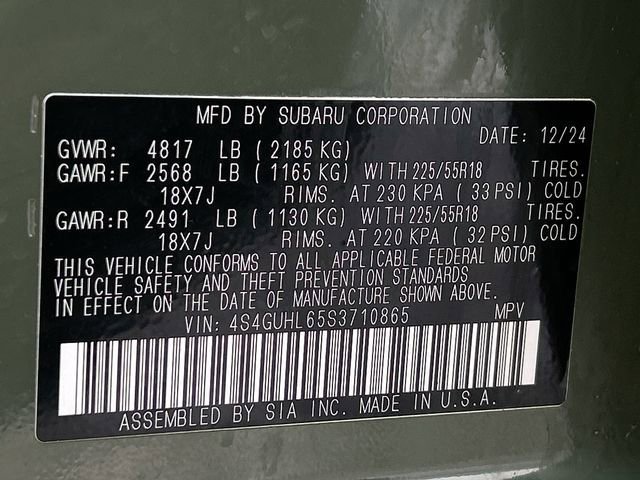 MFD BY SUBARU CORPORATION
DATE: 12/24
GVWR: 4817 LB ( 2185 KG)
GAWR:F 2568 LB ( 1165 KG) WITH 225/55R18 TIRES.
18X7J RIMS. AT 230 KPA ( 33 PSI) COLD
GAWR:R 2491 LB ( 1130 KG) WITH 225/55R18 TIRES.
18X7J RIMS. AT 220 KPA ( 32 PSI) COLD
THIS VEHICLE CONFORMS TO ALL APPLICABLE FEDERAL MOTOR
VEHICLE SAFETY AND THEFT PREVENTION STANDARDS
IN EFFECT ON THE DATE OF MANUFACTURE SHOWN ABOVE.
VIN: 4S4GUHL65S3710865 MPV
ASSEMBLED BY SIA INC. MADE IN U.S.A.